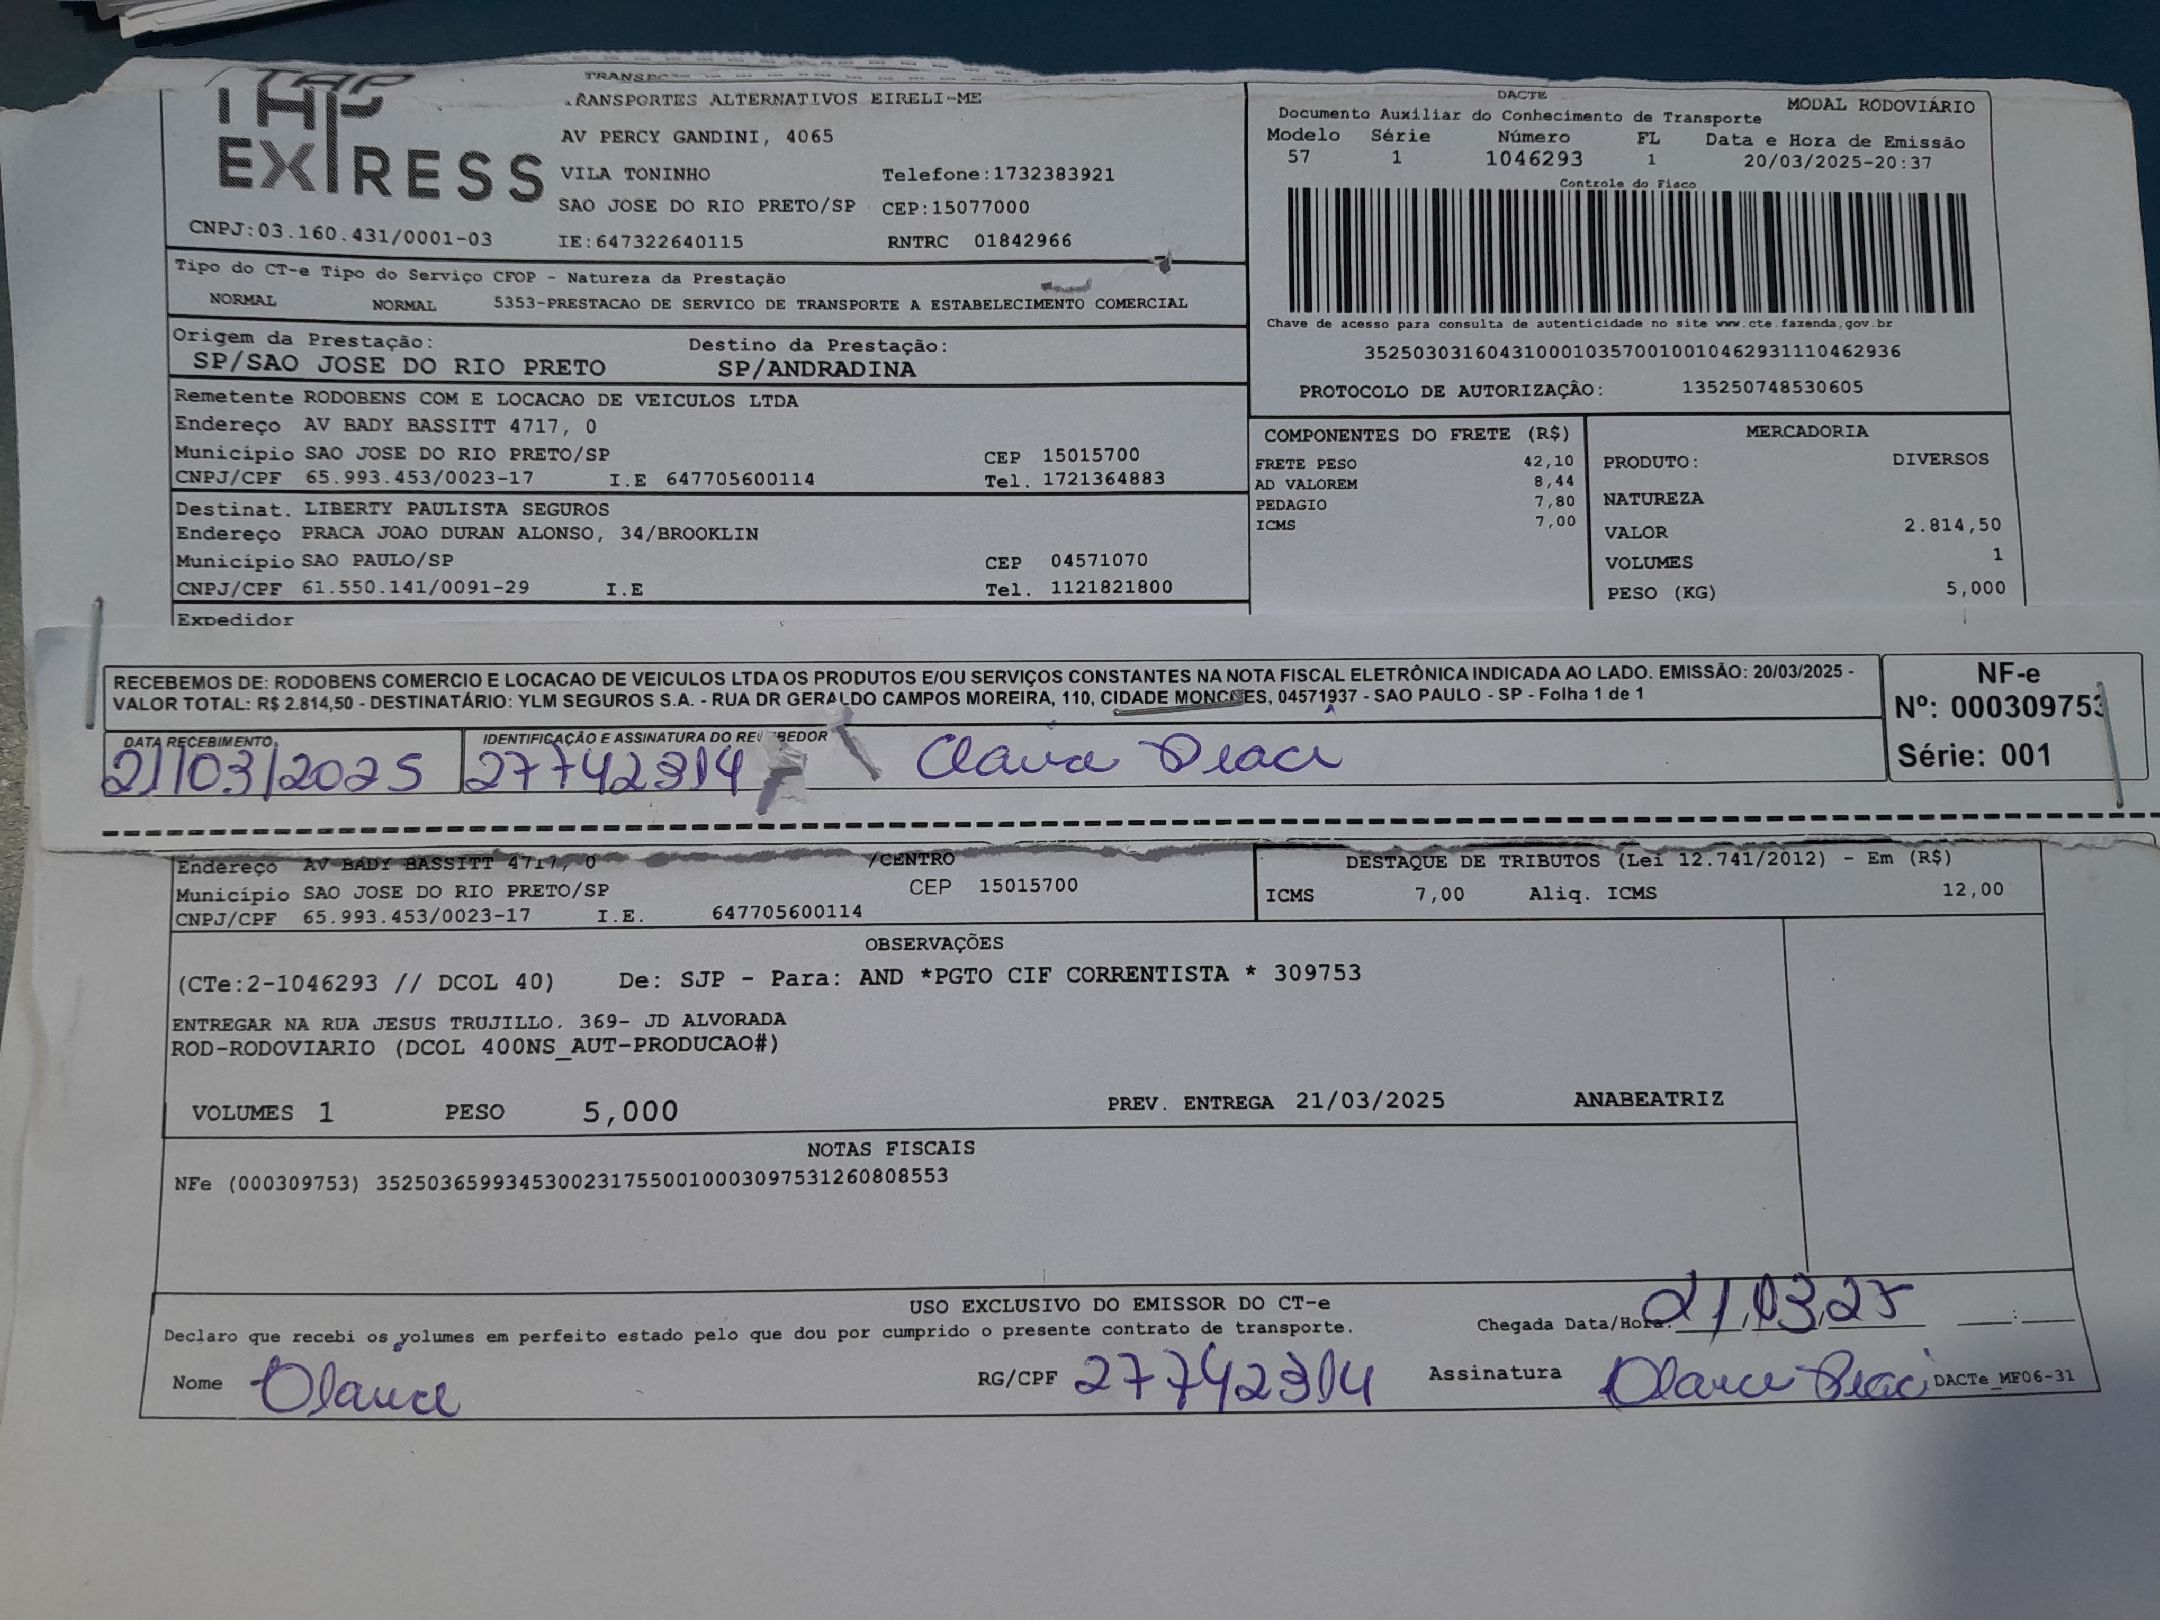 TAP
EXPRESS
TRANSPORTES ALTERNATIVOS EIRELI-ME
AV PERCY GANDINI, 4065
VILA TONINHO Telefone:1732383921
SAO JOSE DO RIO PRETO/SP CEP:15077000
CNPJ:03.160.431/0001-03 IE:647322640115 RNTRC 01842966
DACTE MODAL RODOVIÁRIO
Documento Auxiliar do Conhecimento de Transporte
Modelo Série Número FL Data e Hora de Emissão
57 1 1046293 1 20/03/2025-20:37
Controle do Fisco
Chave de acesso para consulta de autenticidade no site www.cte.fazenda.gov.br
35250303160431000103570010010462931110462936
PROTOCOLO DE AUTORIZAÇÂO: 135250748530605
Tipo do CT-e Tipo do Serviço CFOP - Natureza da Prestação
NORMAL NORMAL 5353-PRESTACAO DE SERVICO DE TRANSPORTE A ESTABELECIMENTO COMERCIAL
Origem da Prestação: Destino da Prestação:
SP/SAO JOSE DO RIO PRETO SP/ANDRADINA
Remetente RODOBENS COM E LOCACAO DE VEICULOS LTDA
Endereço AV BADY BASSITT 4717, 0
Município SAO JOSE DO RIO PRETO/SP CEP 15015700
CNPJ/CPF 65.993.453/0023-17 I.E 647705600114 Tel. 1721364883
Destinat. LIBERTY PAULISTA SEGUROS
Endereço PRACA JOAO DURAN ALONSO, 34/BROOKLIN
Município SAO PAULO/SP CEP 04571070
CNPJ/CPF 61.550.141/0091-29 I.E Tel. 1121821800
Expedidor
COMPONENTES DO FRETE (R$)
FRETE PESO 42,10
AD VALOREM 8,44
PEDAGIO 7,80
ICMS 7,00
MERCADORIA
PRODUTO: DIVERSOS
NATUREZA
VALOR 2.814,50
VOLUMES 1
PESO (KG) 5,000
RECEBEMOS DE: RODOBENS COMERCIO E LOCACAO DE VEICULOS LTDA OS PRODUTOS E/OU SERVIÇOS CONSTANTES NA NOTA FISCAL ELETRÔNICA INDICADA AO LADO. EMISSÃO: 20/03/2025 -
VALOR TOTAL: R$ 2.814,50 - DESTINATÁRIO: YLM SEGUROS S.A. - RUA DR GERALDO CAMPOS MOREIRA, 110, CIDADE MONCOES, 04571937 - SAO PAULO - SP - Folha 1 de 1
NF-e
Nº: 000309753
Série: 001
DATA RECEBIMENTO IDENTIFICAÇÃO E ASSINATURA DO RECEBEDOR
21/03/2025 27742314
Endereço AV BADY BASSITT 4717, 0 /CENTRO
Município SAO JOSE DO RIO PRETO/SP CEP 15015700
CNPJ/CPF 65.993.453/0023-17 I.E. 647705600114
DESTAQUE DE TRIBUTOS (Lei 12.741/2012) - Em (R$)
ICMS 7,00 Aliq. ICMS 12,00
OBSERVAÇÕES
(CTe:2-1046293 // DCOL 40) De: SJP - Para: AND *PGTO CIF CORRENTISTA * 309753
ENTREGAR NA RUA JESUS TRUJILLO. 369- JD ALVORADA
ROD-RODOVIARIO (DCOL 400NS_AUT-PRODUCAO#)
VOLUMES 1 PESO 5,000 PREV. ENTREGA 21/03/2025 ANABEATRIZ
NOTAS FISCAIS
NFe (000309753) 35250365993453002317550010003097531260808553
USO EXCLUSIVO DO EMISSOR DO CT-e
Declaro que recebi os volumes em perfeito estado pelo que dou por cumprido o presente contrato de transporte. Chegada Data/Hora: 21,03,25 :
Nome RG/CPF 27742314 Assinatura DACTe_MF06-31